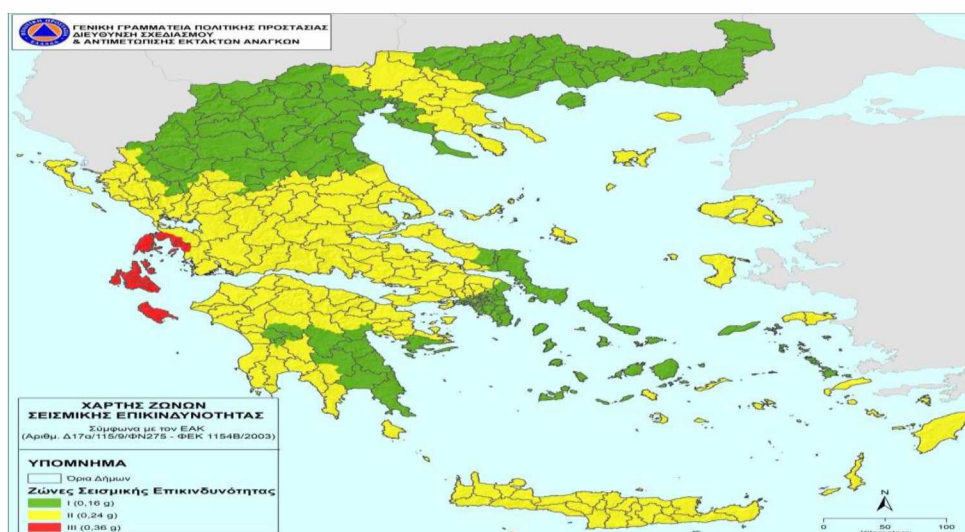 ΓΕΝΙΚΗ ΓΡΑΜΜΑΤΕΙΑ ΠΟΛΙΤΙΚΗΣ ΠΡΟΣΤΑΣΙΑΣ
ΔΙΕΥΘΥΝΣΗ ΣΧΕΔΙΑΣΜΟΥ
& ΑΝΤΙΜΕΤΩΠΙΣΗΣ ΕΚΤΑΚΤΩΝ ΑΝΑΓΚΩΝ
ΧΑΡΤΗΣ ΖΩΝΩΝ
ΣΕΙΣΜΙΚΗΣ ΕΠΙΚΙΝΔΥΝΟΤΗΤΑΣ
Σύμφωνα με τον ΕΑΚ
(Αριθμ. Δ17α/115/9/ΦΝ275 - ΦΕΚ 1154Β/2003)
ΥΠΟΜΝΗΜΑ
Όρια Δήμων
Ζώνες Σεισμικής Επικινδυνότητας
I (0,16 g)
II (0,24 g)
III (0,36 g)
N
0 50 100